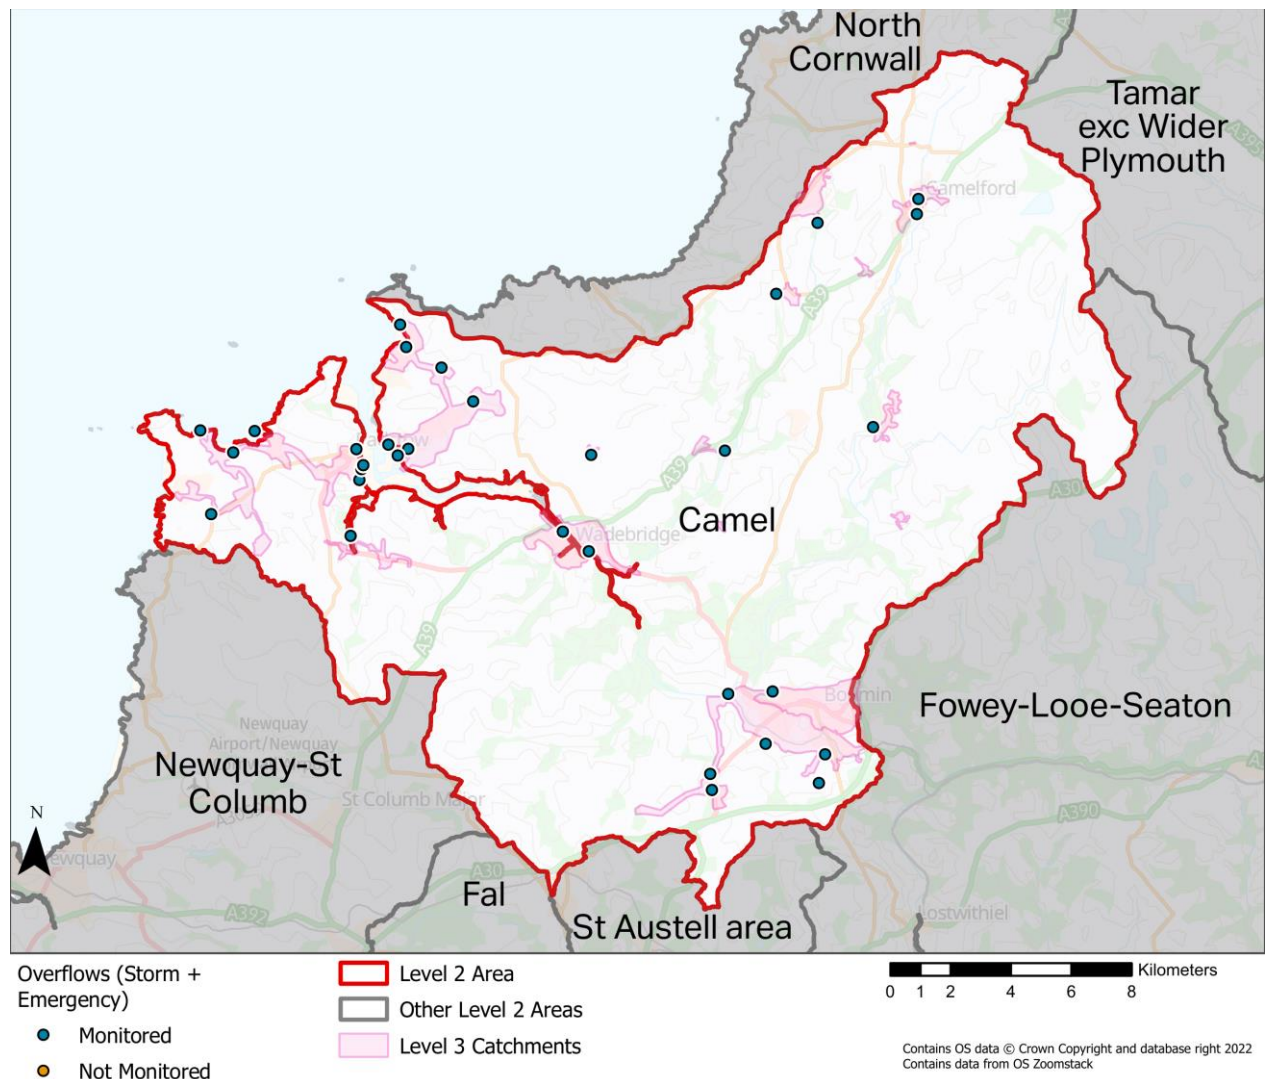 North
Cornwall
Tamar
exc Wider
Plymouth
A395
Camelford
A39
A39
Camel
Wadebridge
A30
A39
Bodmin
Fowey-Looe-Seaton
Newquay
Airport/Newquay
Newquay-St
Columb
St Columb Major
N
ewquay
A392
A30
Fal
St Austell area
A390
Lostwithiel
Overflows (Storm +
Emergency)
Monitored
Not Monitored
Level 2 Area
Other Level 2 Areas
Level 3 Catchments
Kilometers
0 1 2 4 6 8
Contains OS data © Crown Copyright and database right 2022
Contains data from OS Zoomstack